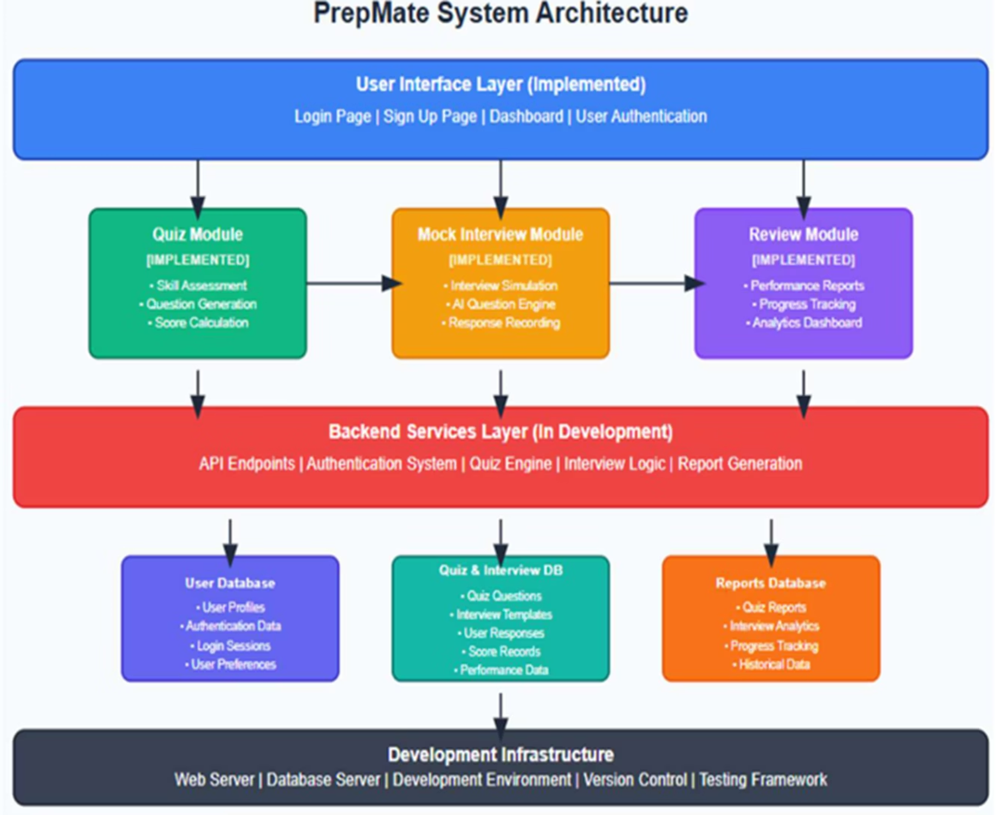 PrepMate System Architecture
User Interface Layer (Implemented)
Login Page | Sign Up Page | Dashboard | User Authentication
Quiz Module
[IMPLEMENTED]
• Skill Assessment
• Question Generation
• Score Calculation
Mock Interview Module
[IMPLEMENTED]
• Interview Simulation
• AI Question Engine
• Response Recording
Review Module
[IMPLEMENTED]
• Performance Reports
• Progress Tracking
• Analytics Dashboard
Backend Services Layer (In Development)
API Endpoints | Authentication System | Quiz Engine | Interview Logic | Report Generation
User Database
• User Profiles
• Authentication Data
• Login Sessions
• User Preferences
Quiz & Interview DB
• Quiz Questions
• Interview Templates
• User Responses
• Score Records
• Performance Data
Reports Database
• Quiz Reports
• Interview Analytics
• Progress Tracking
• Historical Data
Development Infrastructure
Web Server | Database Server | Development Environment | Version Control | Testing Framework